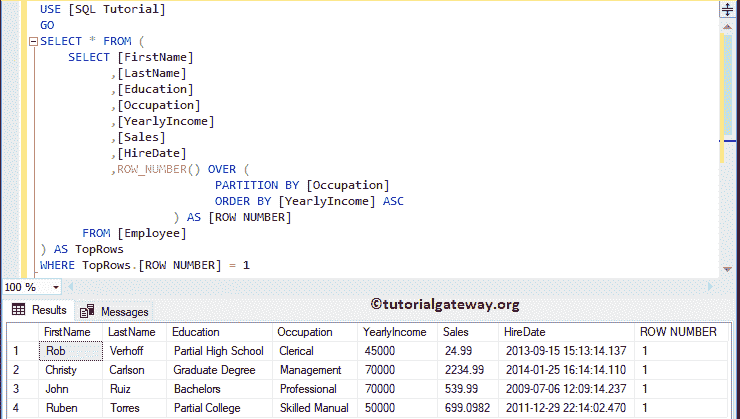 USE [SQL Tutorial]
GO
SELECT * FROM (
SELECT [FirstName]
,[LastName]
,[Education]
,[Occupation]
,[YearlyIncome]
,[Sales]
,[HireDate]
,ROW_NUMBER() OVER (
PARTITION BY [Occupation]
ORDER BY [YearlyIncome] ASC
) AS [ROW NUMBER]
FROM [Employee]
) AS TopRows
WHERE TopRows.[ROW NUMBER] = 1
100 %
Results Messages
©tutorialgateway.org
FirstName LastName Education Occupation YearlyIncome Sales HireDate ROW NUMBER
1 Rob Verhoff Partial High School Clerical 45000 24.99 2013-09-15 15:13:14.137 1
2 Christy Carlson Graduate Degree Management 70000 2234.99 2014-01-25 16:14:14.110 1
3 John Ruiz Bachelors Professional 70000 539.99 2009-07-06 12:09:14.237 1
4 Ruben Torres Partial College Skilled Manual 50000 699.0982 2011-12-29 22:14:02.470 1